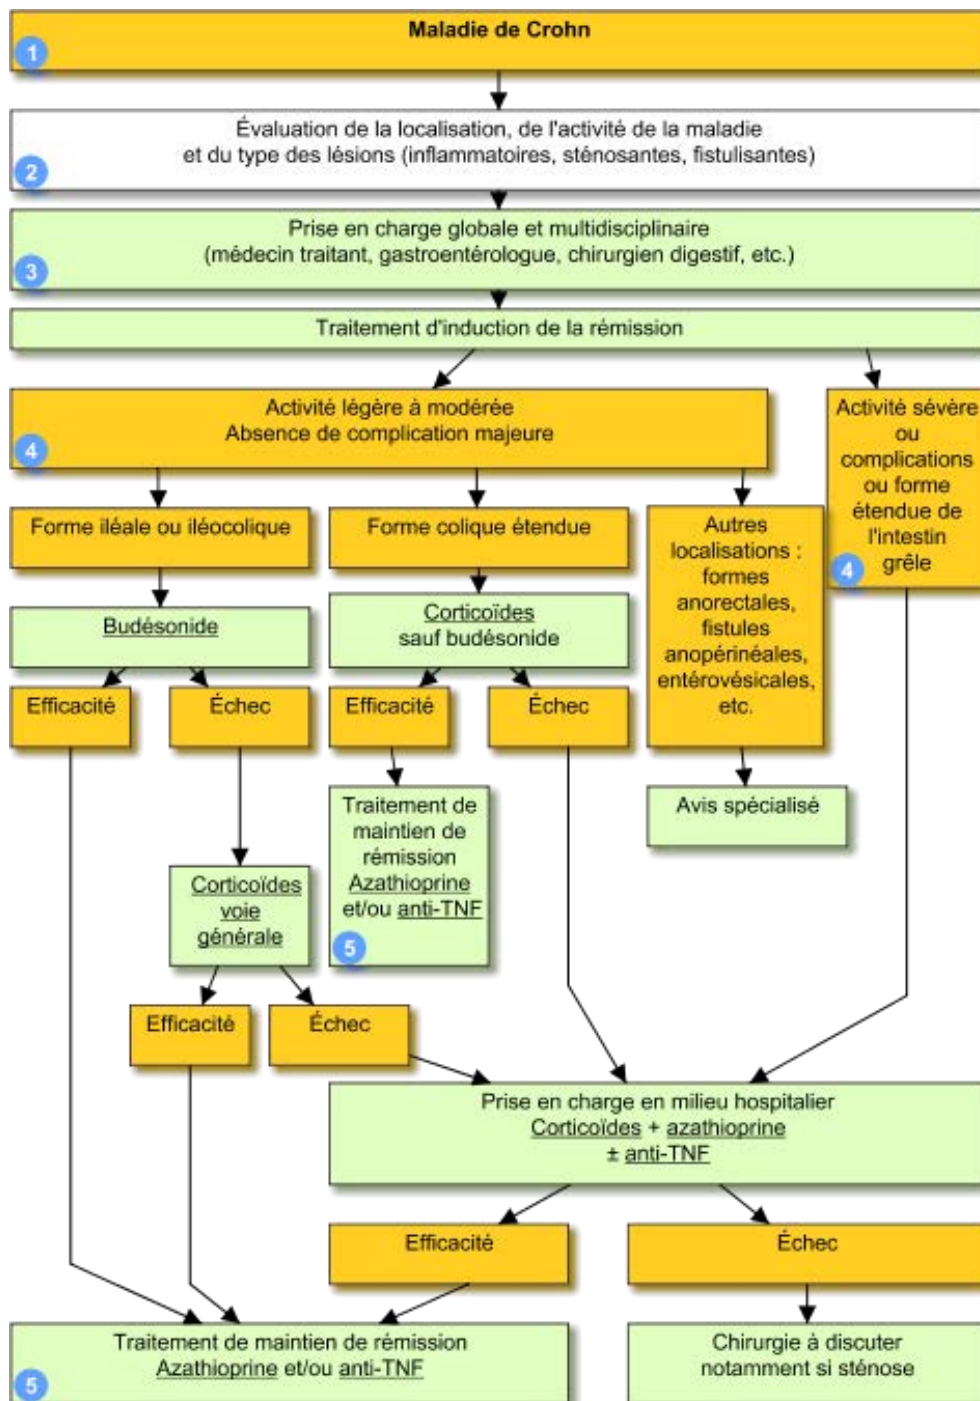 Maladie de Crohn
1
Évaluation de la localisation, de l'activité de la maladie
et du type des lésions (inflammatoires, sténosantes, fistulisantes)
2
Prise en charge globale et multidisciplinaire
(médecin traitant, gastroentérologue, chirurgien digestif, etc.)
3
Traitement d'induction de la rémission
Activité légère à modérée
Absence de complication majeure
4
Activité sévère
ou
complications
ou forme
étendue de
l'intestin
grêle
4
Forme iléale ou iléocolique
Forme colique étendue
Autres
localisations :
formes
anorectales,
fistules
anopérinéales,
entérovésicales,
etc.
Budésonide
Corticoïdes
sauf budésonide
Efficacité
Échec
Efficacité
Échec
Traitement de
maintien de
rémission
Azathioprine
et/ou anti-TNF
5
Avis spécialisé
Corticoïdes
voie
générale
Efficacité
Échec
Prise en charge en milieu hospitalier
Corticoïdes + azathioprine
± anti-TNF
Efficacité
Échec
Traitement de maintien de rémission
Azathioprine et/ou anti-TNF
5
Chirurgie à discuter
notamment si sténose